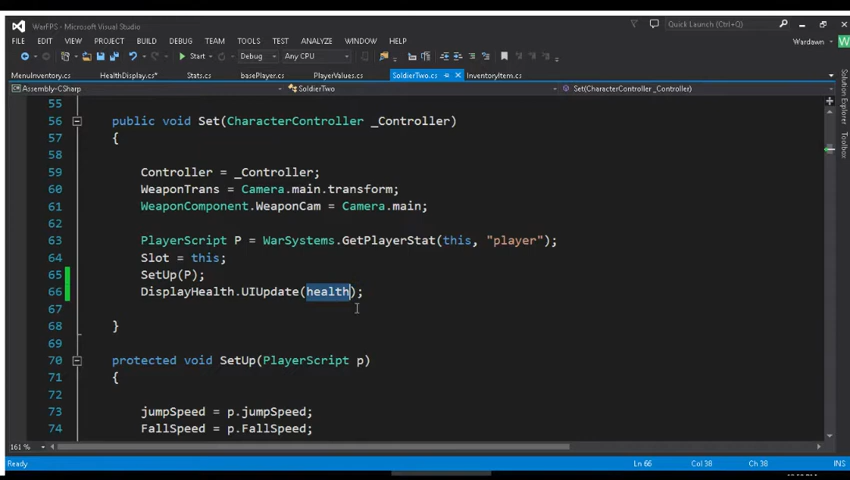 WarFPS - Microsoft Visual Studio
Quick Launch (Ctrl+Q)
FILE EDIT VIEW PROJECT BUILD DEBUG TEAM TOOLS TEST ANALYZE WINDOW HELP
Wardawn W
Start Debug Any CPU
MenuInventory.cs HealthDisplay.cs* Stats.cs basePlayer.cs PlayerValues.cs SoldierTwo.cs InventoryItem.cs
Assembly-CSharp SoldierTwo Set(CharacterController _Controller)
Solution Explorer
Toolbox
55
56 public void Set(CharacterController _Controller)
57 {
58
59 Controller = _Controller;
60 WeaponTrans = Camera.main.transform;
61 WeaponComponent.WeaponCam = Camera.main;
62
63 PlayerScript P = WarSystems.GetPlayerStat(this, "player");
64 Slot = this;
65 SetUp(P);
66 DisplayHealth.UIUpdate(health);
67
68 }
69
70 protected void SetUp(PlayerScript p)
71 {
72
73 jumpSpeed = p.jumpSpeed;
74 FallSpeed = p.FallSpeed;
161 %
Ready Ln 66 Col 38 Ch 38 INS